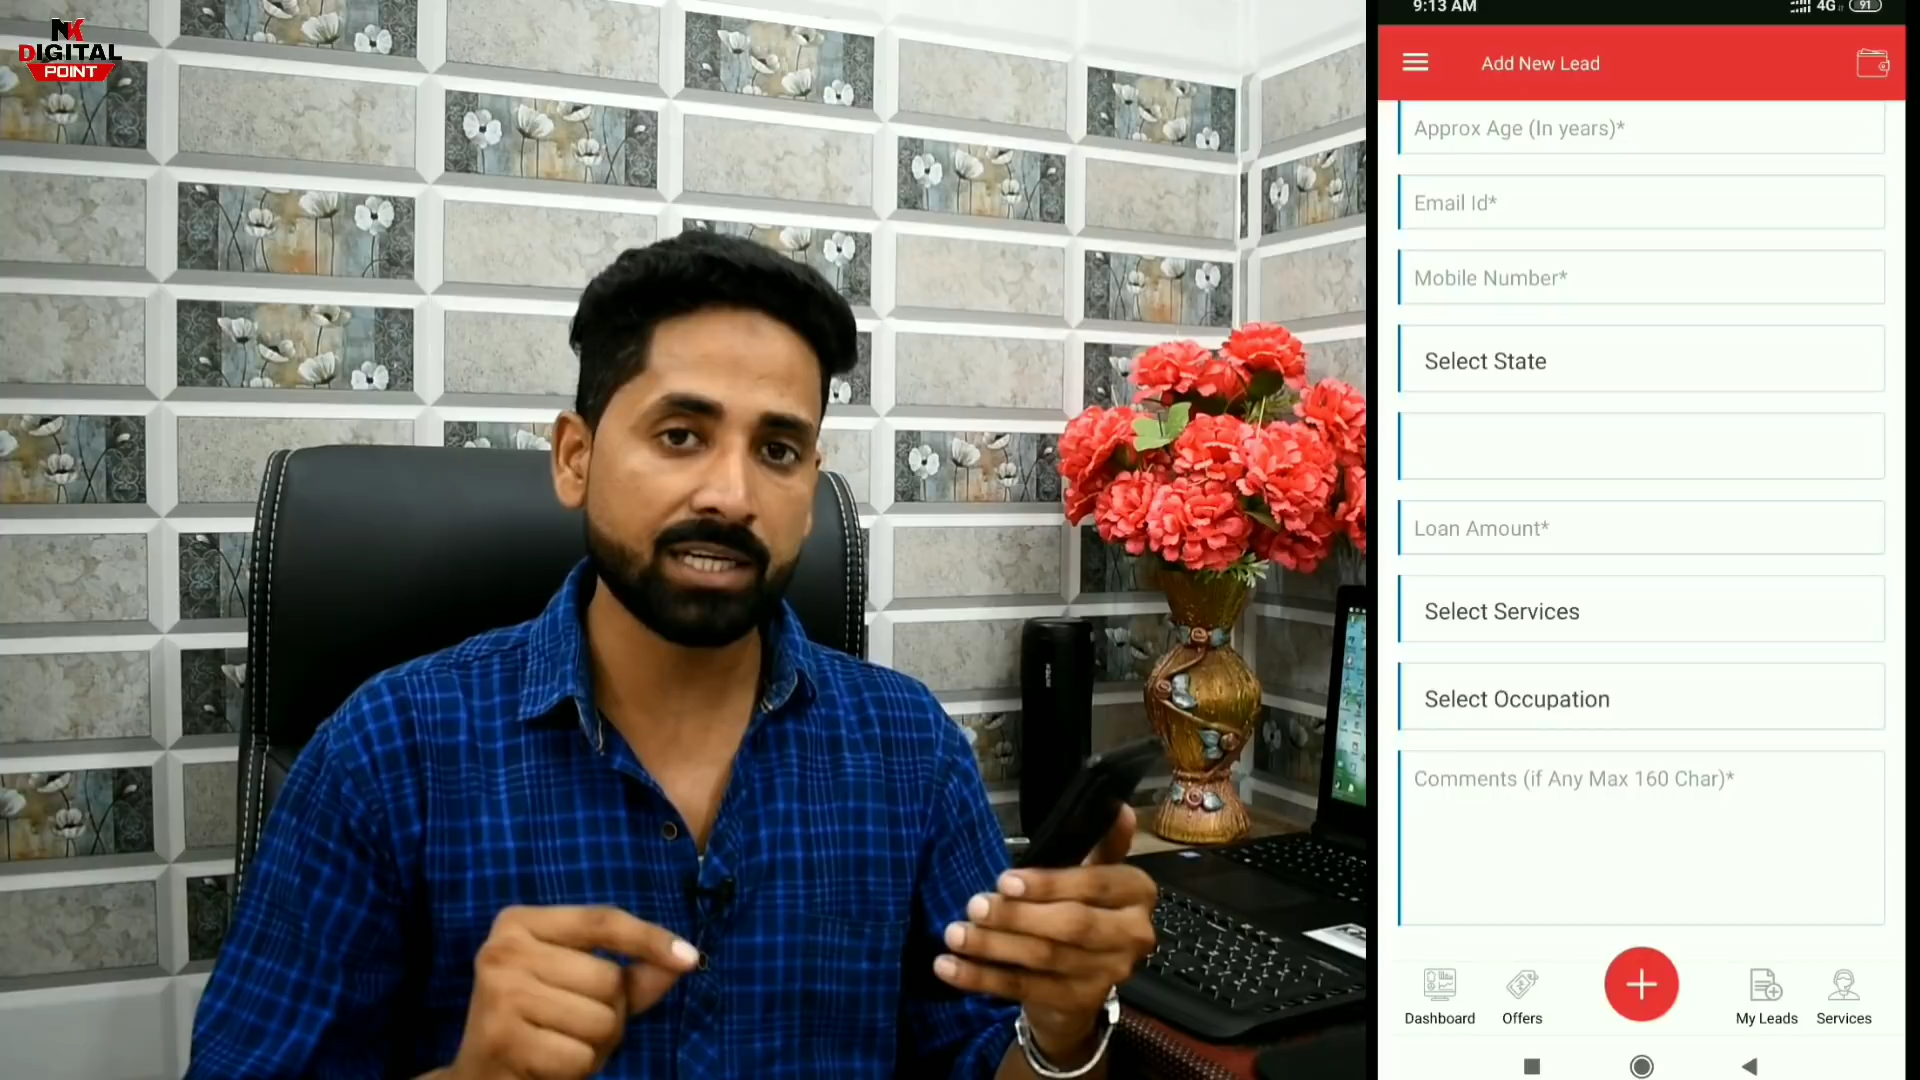 NK
DIGITAL
POINT
9:13 AM
4G
91
Add New Lead
Approx Age (In years)*
Email Id*
Mobile Number*
Select State
Loan Amount*
Select Services
Select Occupation
Comments (if Any Max 160 Char)*
Dashboard
Offers
My Leads
Services